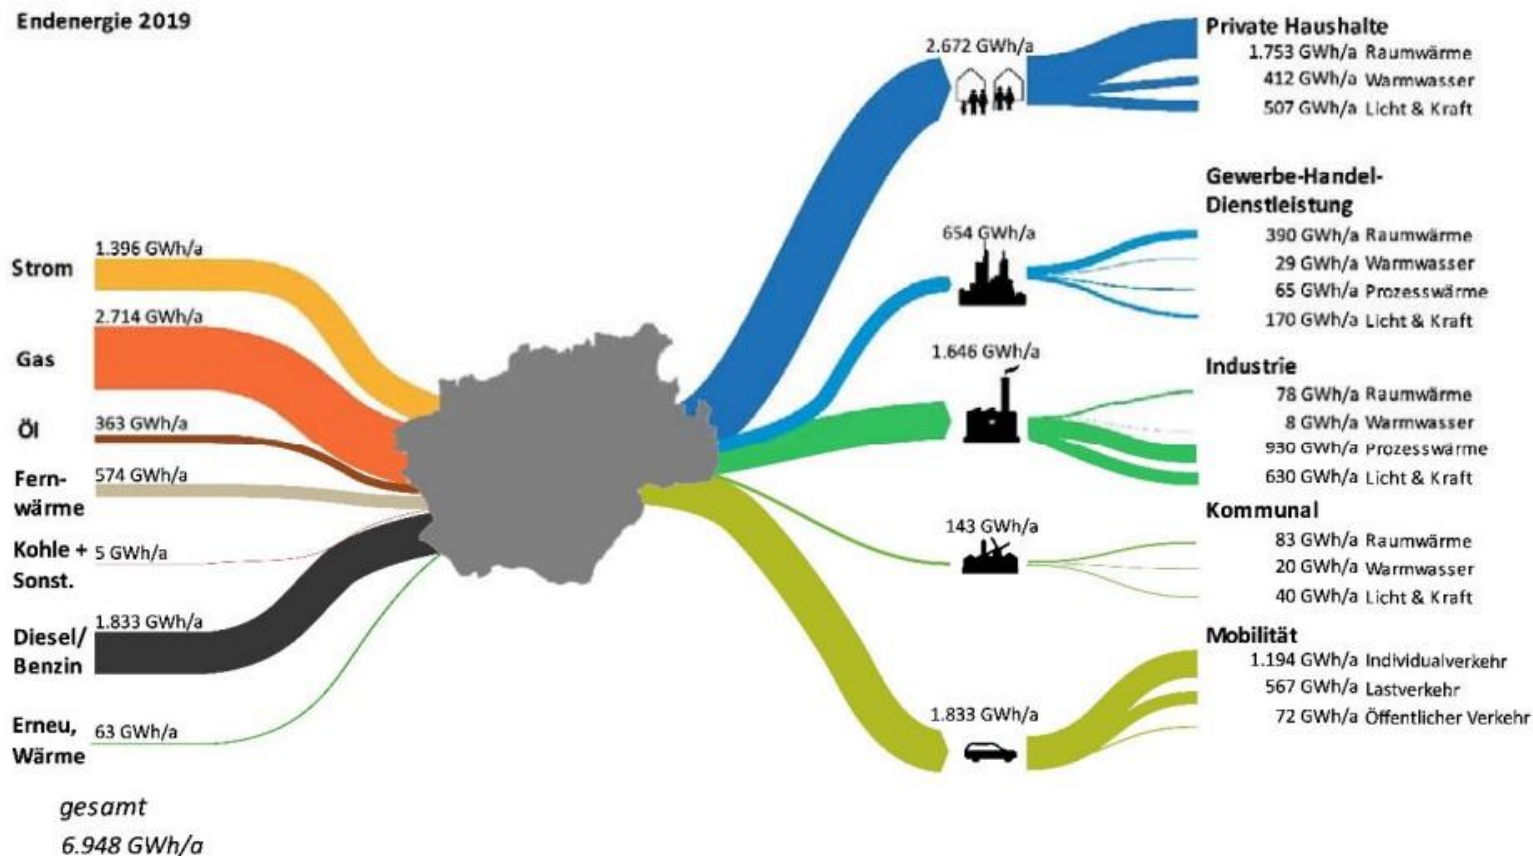 Endenergie 2019
Strom
1.396 GWh/a
Gas
2.714 GWh/a
Öl
363 GWh/a
Fern-
wärme
574 GWh/a
Kohle +
Sonst.
5 GWh/a
Diesel/
Benzin
1.833 GWh/a
Erneu,
Wärme
63 GWh/a
gesamt
6.948 GWh/a
2.672 GWh/a
Private Haushalte
1.753 GWh/a Raumwärme
412 GWh/a Warmwasser
507 GWh/a Licht & Kraft
654 GWh/a
Gewerbe-Handel-
Dienstleistung
390 GWh/a Raumwärme
29 GWh/a Warmwasser
65 GWh/a Prozesswärme
170 GWh/a Licht & Kraft
1.646 GWh/a
Industrie
78 GWh/a Raumwärme
8 GWh/a Warmwasser
930 GWh/a Prozesswärme
630 GWh/a Licht & Kraft
143 GWh/a
Kommunal
83 GWh/a Raumwärme
20 GWh/a Warmwasser
40 GWh/a Licht & Kraft
1.833 GWh/a
Mobilität
1.194 GWh/a Individualverkehr
567 GWh/a Lastverkehr
72 GWh/a Öffentlicher Verkehr